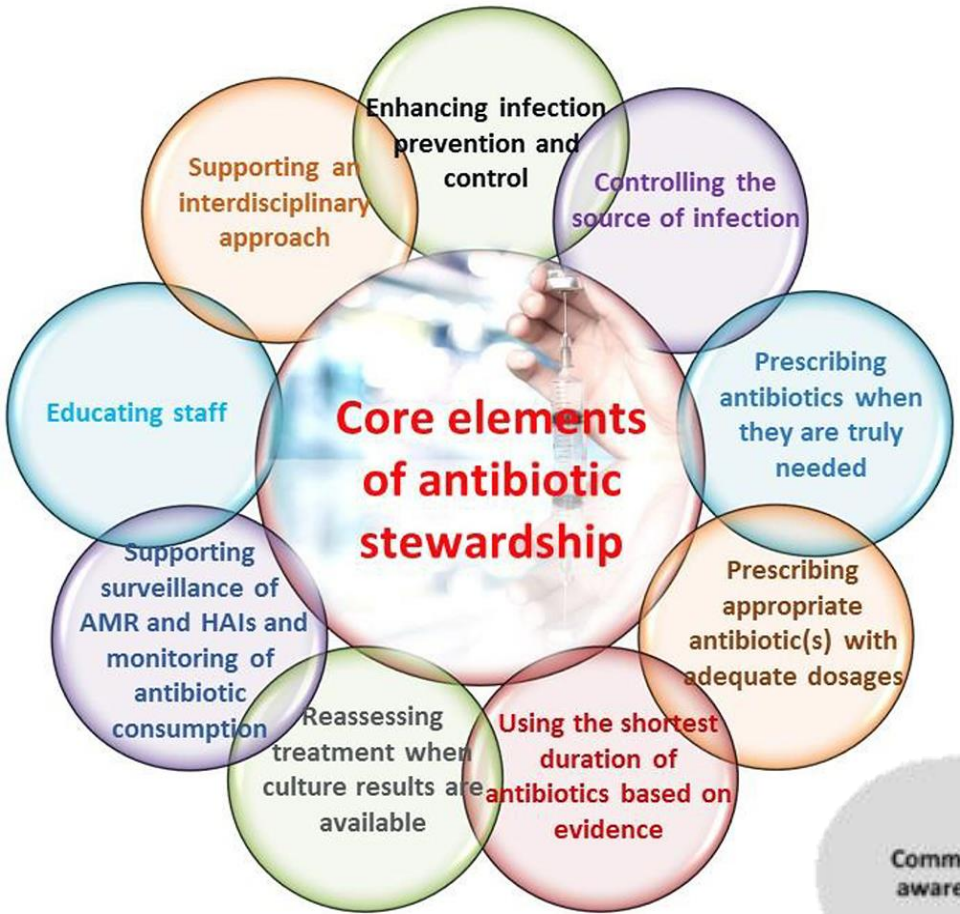 Enhancing infection
prevention and
control
Controlling the
source of infection
Prescribing
antibiotics when
they are truly
needed
Prescribing
appropriate
antibiotic(s) with
adequate dosages
Using the shortest
duration of
antibiotics based on
evidence
Reassessing
treatment when
culture results are
available
Supporting
surveillance of
AMR and HAIs and
monitoring of
antibiotic
consumption
Educating staff
Supporting an
interdisciplinary
approach
Core elements
of antibiotic
stewardship